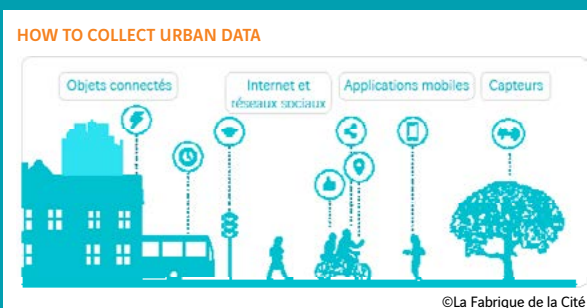 HOW TO COLLECT URBAN DATA
Objets connectés
Internet et
réseaux sociaux
Applications mobiles
Capteurs
©La Fabrique de la Cité